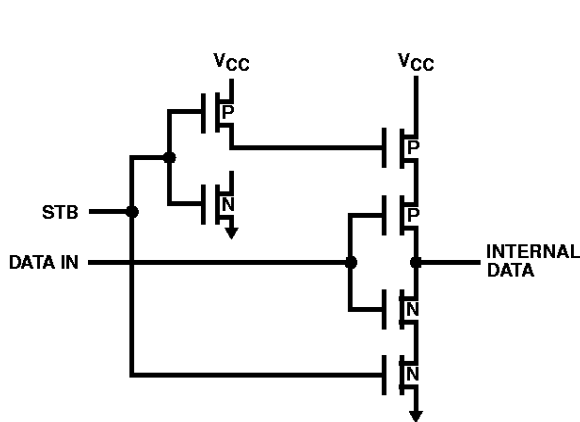 VCC
VCC
P
P
N
P
STB
DATA IN
INTERNAL
DATA
N
N